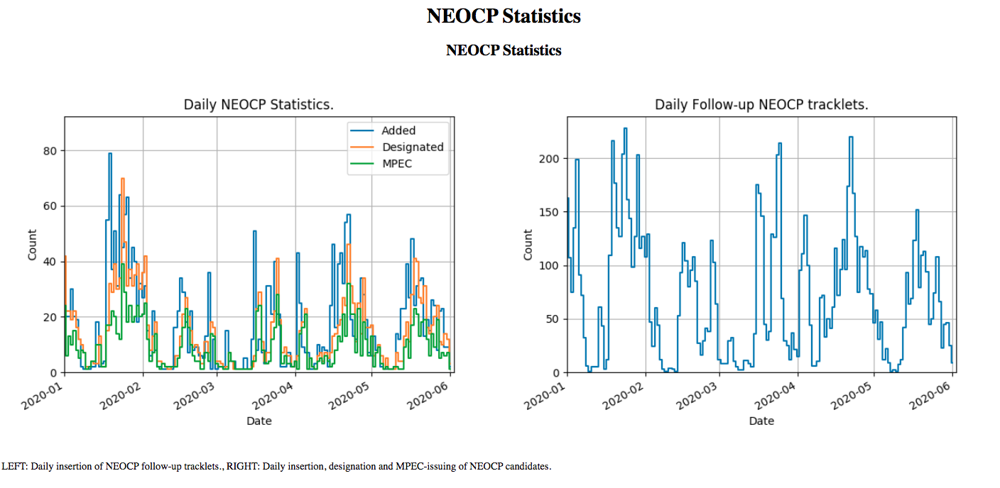 NEOCP Statistics
NEOCP Statistics
Daily NEOCP Statistics.
Added
Designated
MPEC
80
60
40
20
0
Count
2020-01
2020-02
2020-03
2020-04
2020-05
2020-06
Date
Daily Follow-up NEOCP tracklets.
200
150
100
50
0
Count
2020-01
2020-02
2020-03
2020-04
2020-05
2020-06
Date
LEFT: Daily insertion of NEOCP follow-up tracklets., RIGHT: Daily insertion, designation and MPEC-issuing of NEOCP candidates.